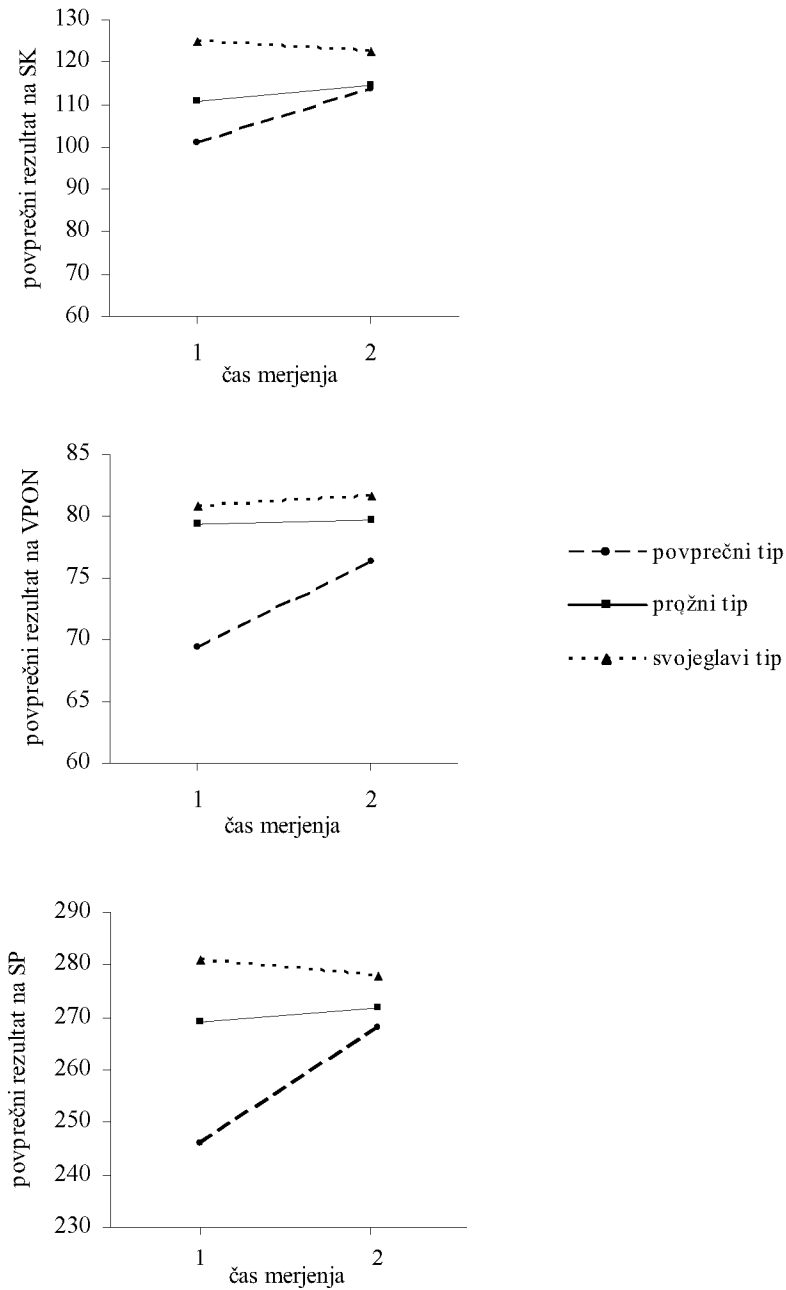 povprečni rezultat na SK
130
120
110
100
90
80
70
60
1 2
čas merjenja
povprečni rezultat na VPON
85
80
75
70
65
60
1 2
čas merjenja
povprečni tip
prọžni tip
svojeglavi tip
povprečni rezultat na SP
290
280
270
260
250
240
230
1 2
čas merjenja